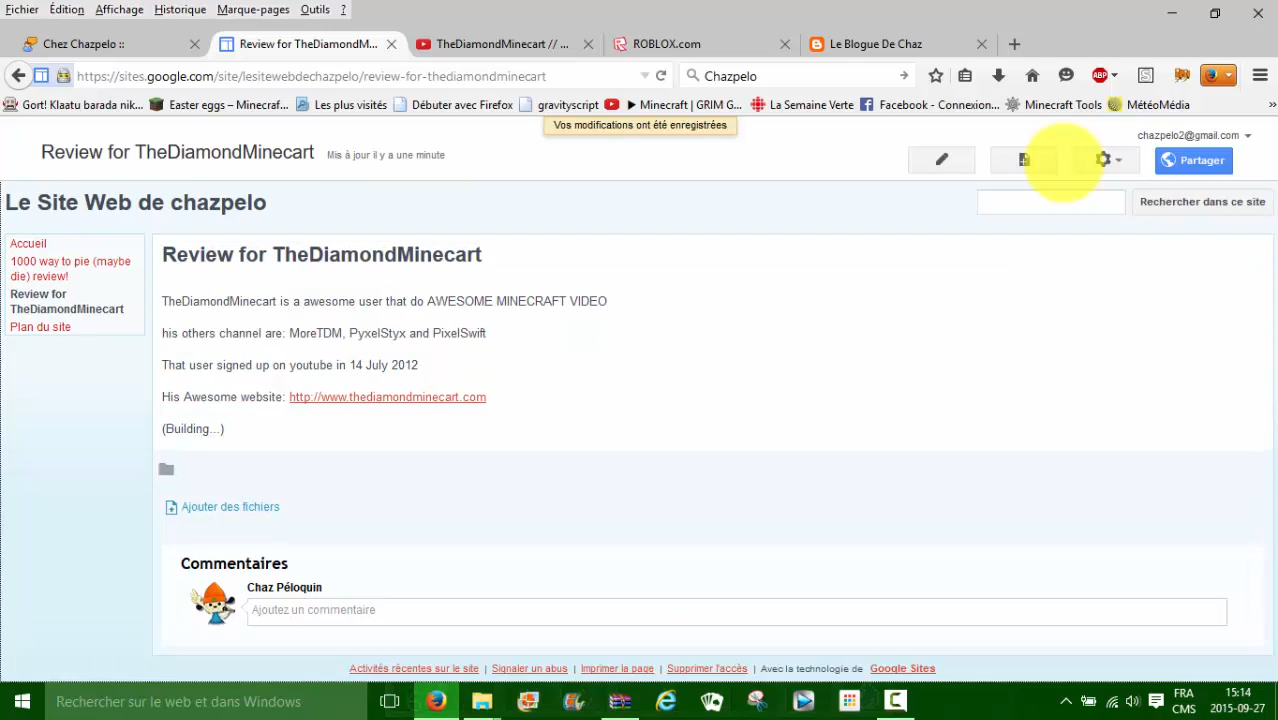 Fichier Édition Affichage Historique Marque-pages Outils ?
Chez Chazpelo :: Review for TheDiamondM... TheDiamondMinecart // ... ROBLOX.com Le Blogue De Chaz
https://sites.google.com/site/lesitewebdechazpelo/review-for-thediamondminecart Chazpelo ABP
Gort! Klaatu barada nik... Easter eggs – Minecraf... Les plus visités Débuter avec Firefox gravityscript ▶ Minecraft | GRIM G... La Semaine Verte Facebook - Connexion... Minecraft Tools MétéoMédia »
Vos modifications ont été enregistrées
chazpelo2@gmail.com
Review for TheDiamondMinecart Mis à jour il y a une minute
Partager
Le Site Web de chazpelo
Rechercher dans ce site
Accueil
1000 way to pie (maybe
die) review!
Review for
TheDiamondMinecart
Plan du site
Review for TheDiamondMinecart
TheDiamondMinecart is a awesome user that do AWESOME MINECRAFT VIDEO
his others channel are: MoreTDM, PyxelStyx and PixelSwift
That user signed up on youtube in 14 July 2012
His Awesome website: http://www.thediamondminecart.com
(Building...)
Ajouter des fichiers
Commentaires
Chaz Péloquin
Ajoutez un commentaire
Activités récentes sur le site | Signaler un abus | Imprimer la page | Supprimer l'accès | Avec la technologie de Google Sites
Rechercher sur le web et dans Windows
FRA
CMS
15:14
2015-09-27